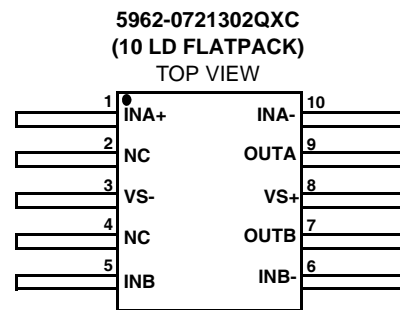 5962-0721302QXC
(10 LD FLATPACK)
TOP VIEW
1 INA+ INA- 10
2 NC OUTA 9
3 VS- VS+ 8
4 NC OUTB 7
5 INB INB- 6